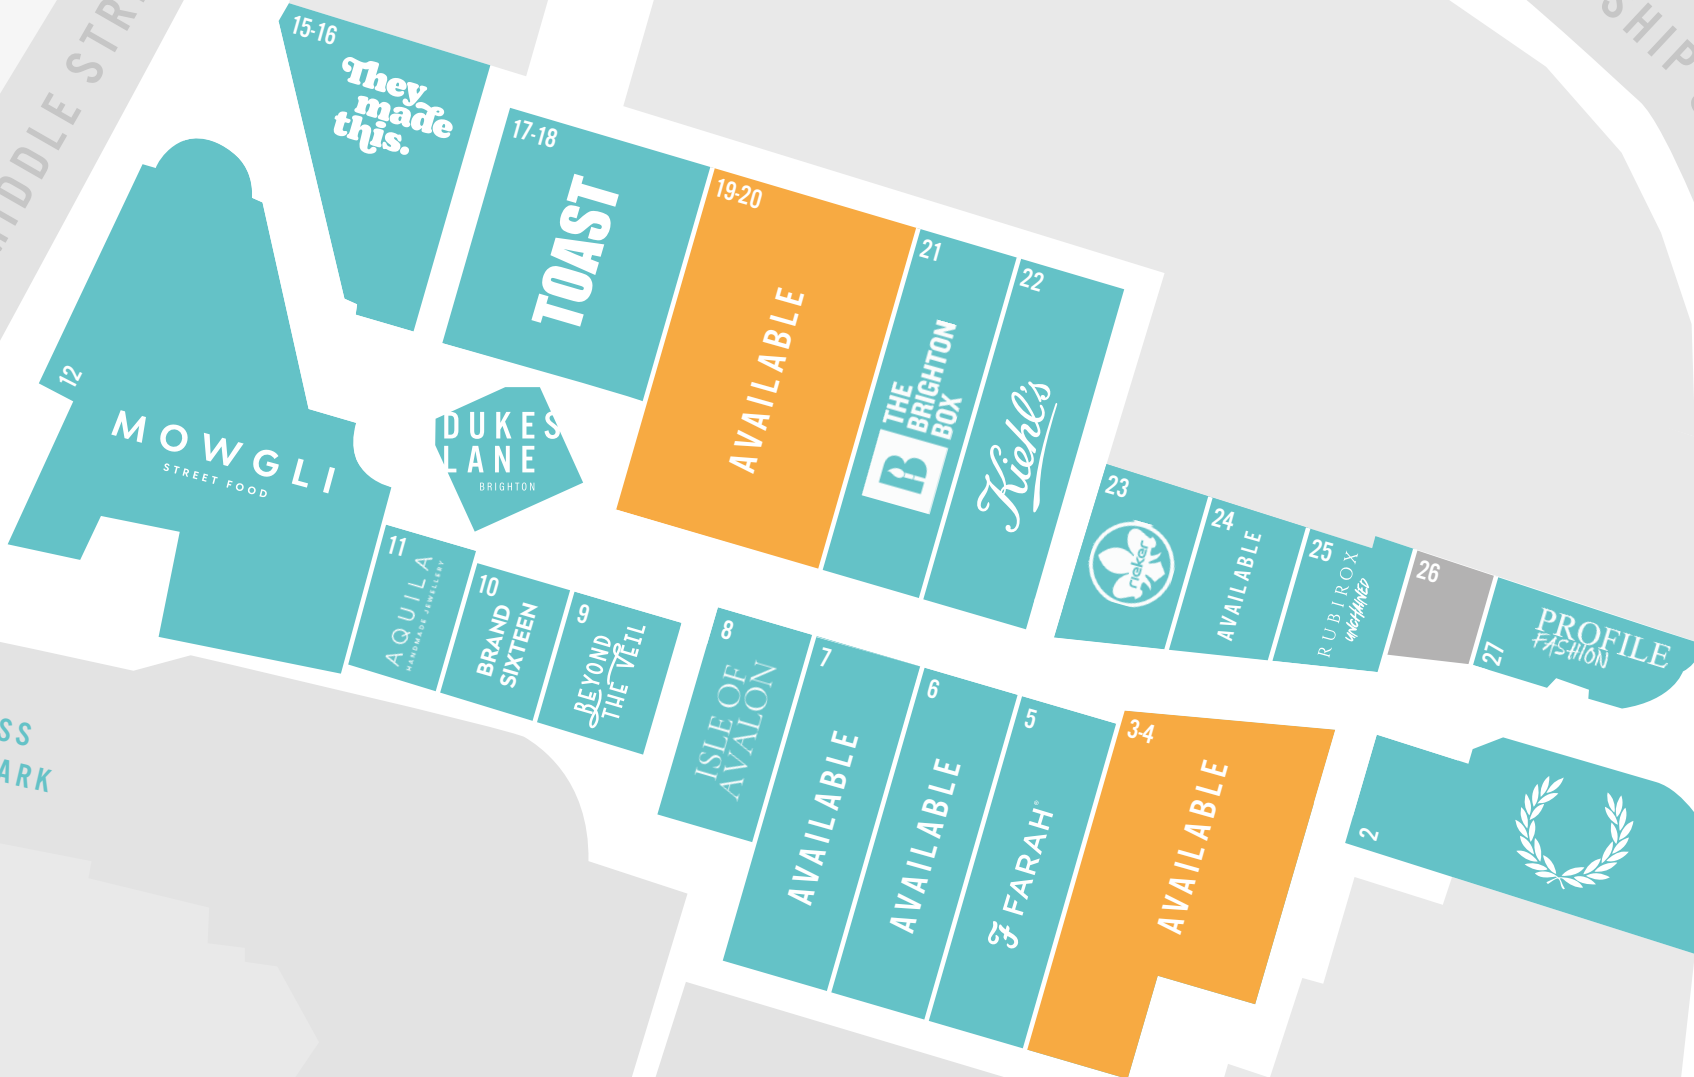 15-16
They
made
this.
17-18
TOAST
19-20
AVAILABLE
21
THE
BRIGHTON
BOX
B
22
Kiehl's
12
MOWGLI
STREET FOOD
DUKES
LANE
BRIGHTON
11
AQUILA
HANDMADE JEWELLERY
10
BRAND
SIXTEEN
9
BEYOND
THE VEIL
8
ISLE OF
AVALON
7
AVAILABLE
6
AVAILABLE
5
FARAH®
3-4
AVAILABLE
2
23
rieker
24
AVAILABLE
25
RUBIROX
UNCHAINED
26
27
PROFILE
FASHION
SHIP
SS
ARK
IDDLE STR